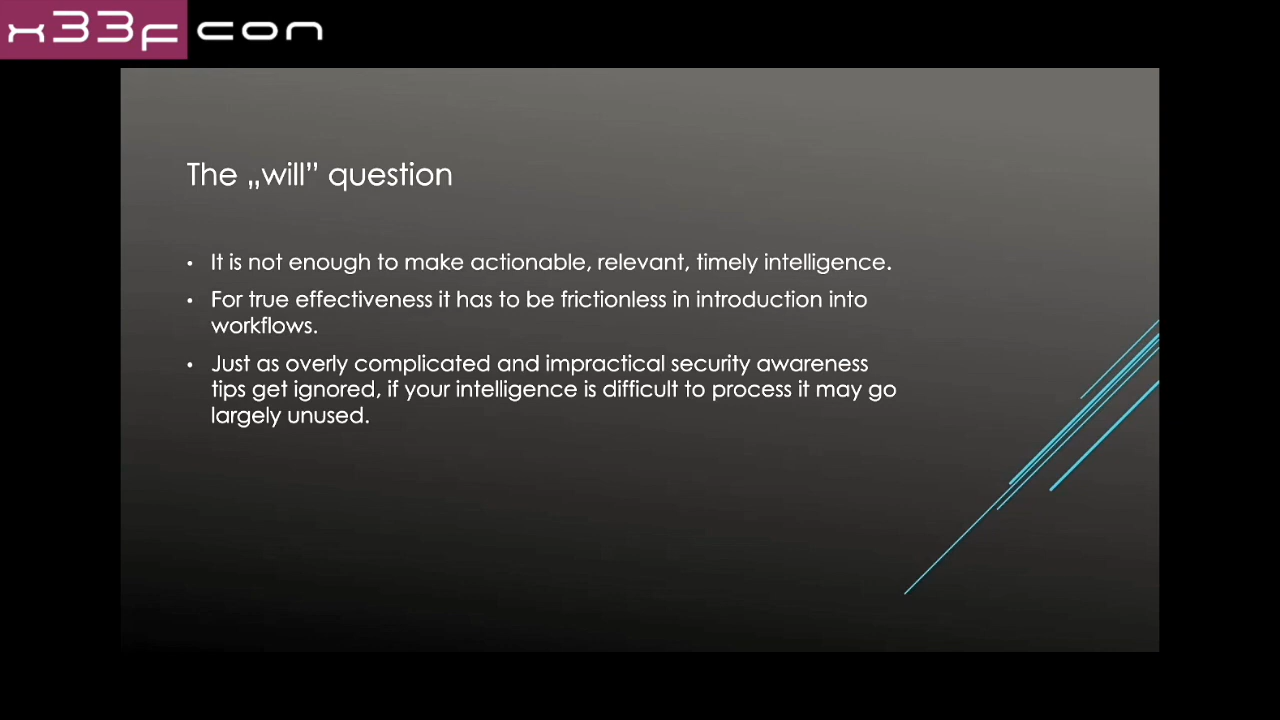 x33fcon
The „will” question
• It is not enough to make actionable, relevant, timely intelligence.
• For true effectiveness it has to be frictionless in introduction into
workflows.
• Just as overly complicated and impractical security awareness
tips get ignored, if your intelligence is difficult to process it may go
largely unused.